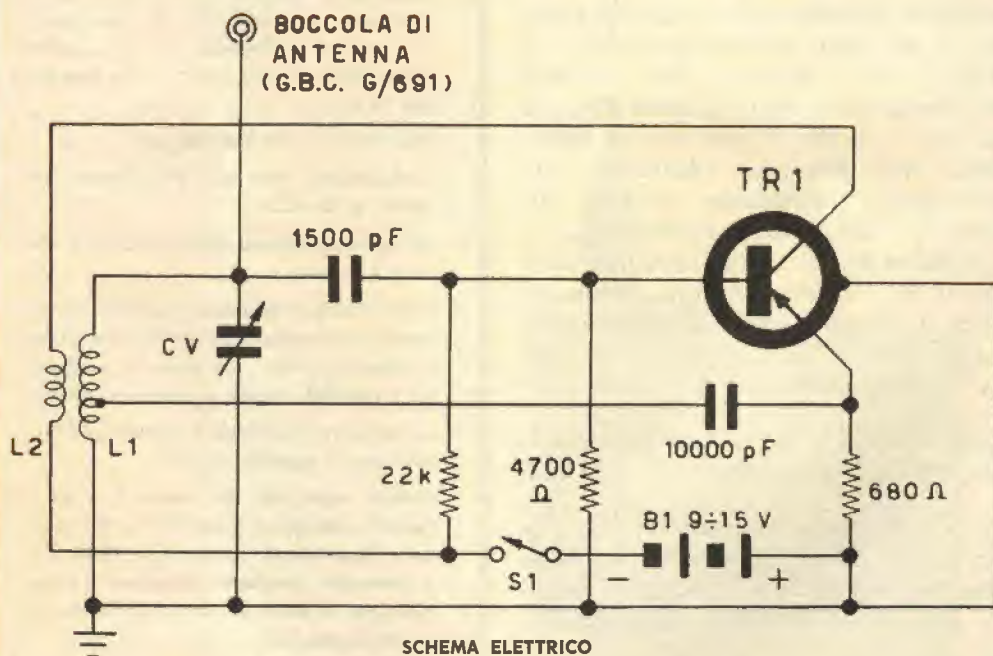 BOCCOLA DI
ANTENNA
(G.B.C. G/691)
TR1
1500 pF
CV
L2
L1
10000 pF
22k
4700
Ω
680 Ω
B1 9÷15 V
S1
-
+
SCHEMA ELETTRICO